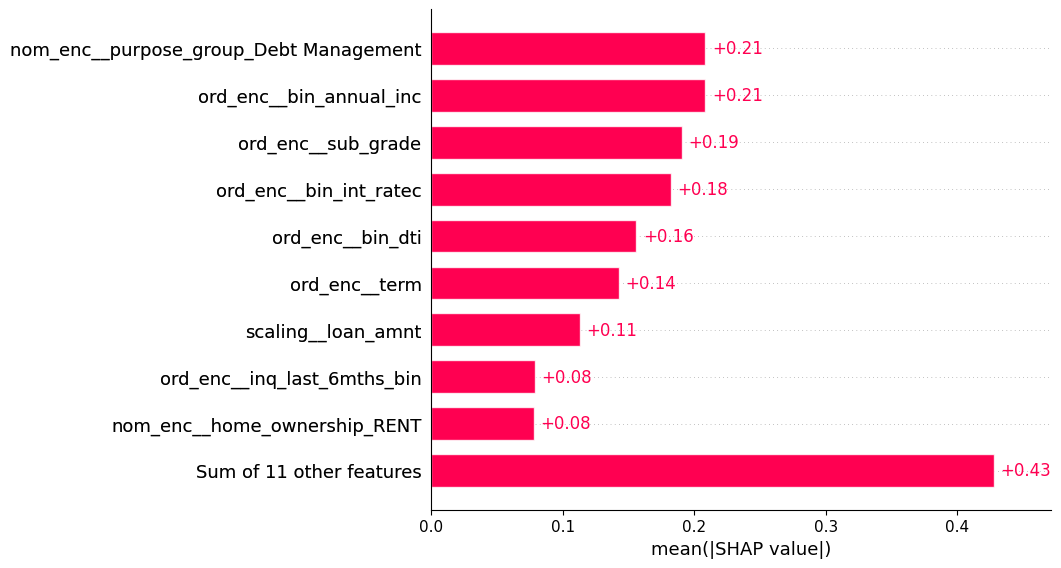 nom_enc__purpose_group_Debt Management +0.21
ord_enc__bin_annual_inc +0.21
ord_enc__sub_grade +0.19
ord_enc__bin_int_ratec +0.18
ord_enc__bin_dti +0.16
ord_enc__term +0.14
scaling__loan_amnt +0.11
ord_enc__inq_last_6mths_bin +0.08
nom_enc__home_ownership_RENT +0.08
Sum of 11 other features +0.43
0.0 0.1 0.2 0.3 0.4
mean(|SHAP value|)